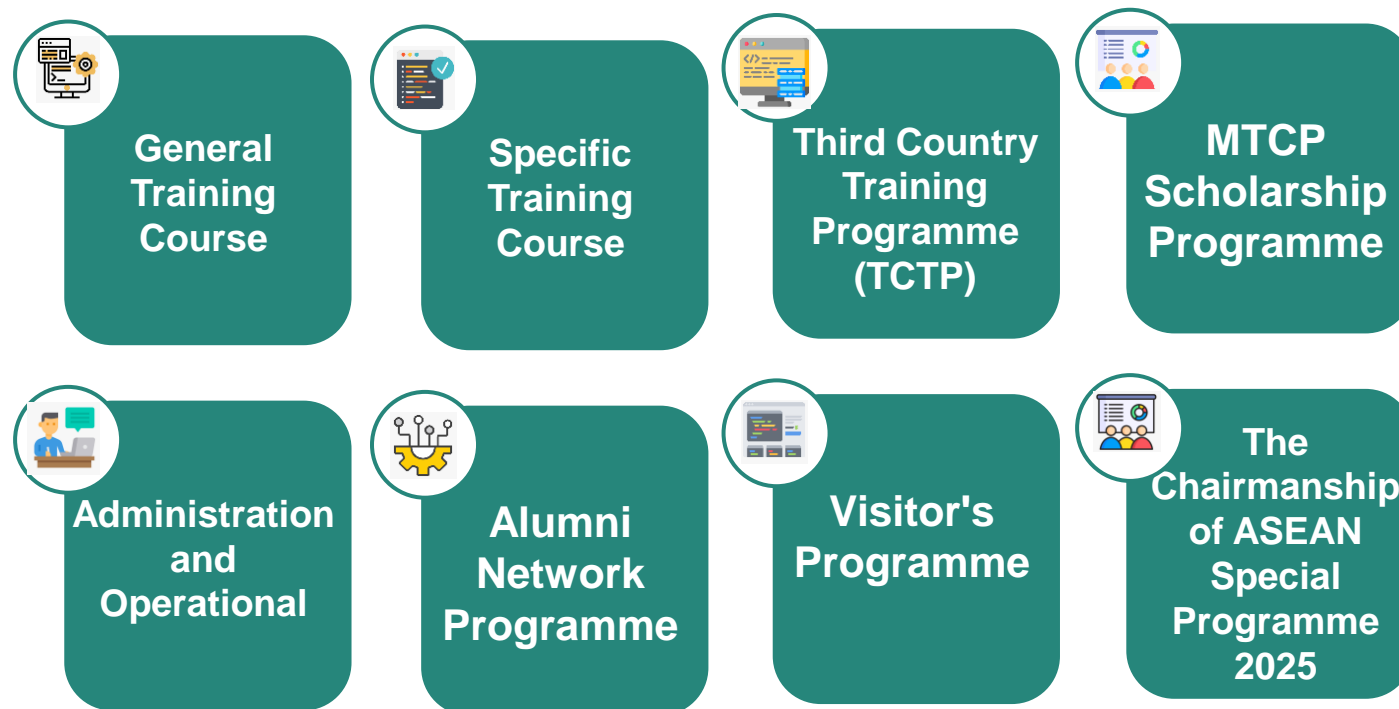 General
Training
Course
Specific
Training
Course
Third Country
Training
Programme
(TCTP)
MTCP
Scholarship
Programme
Administration
and
Operational
Alumni
Network
Programme
Visitor's
Programme
The
Chairmanship
of ASEAN
Special
Programme
2025